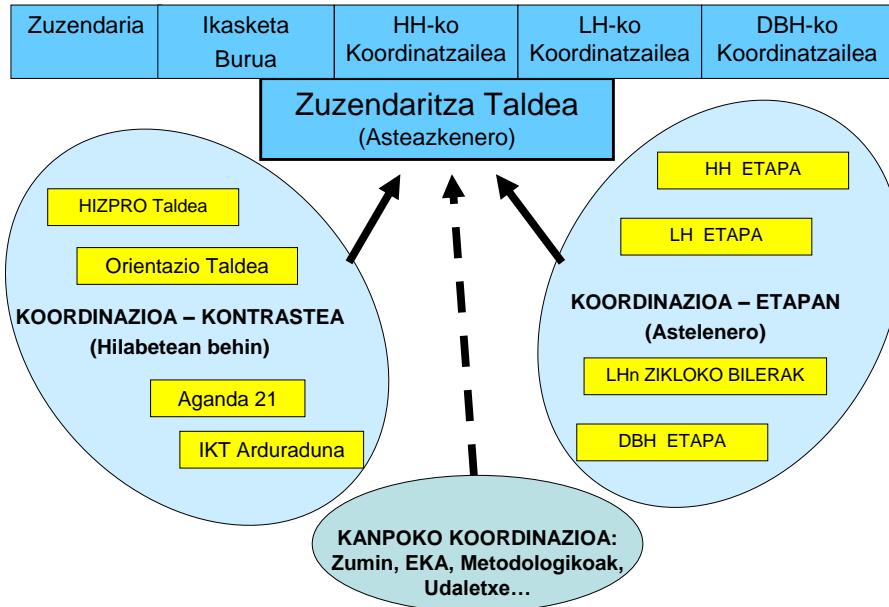 Zuzendaria
Ikasketa
Burua
HH-ko
Koordinatzailea
LH-ko
Koordinatzailea
DBH-ko
Koordinatzailea
Zuzendaritza Taldea
(Asteazkenero)
HIZPRO Taldea
Orientazio Taldea
KOORDINAZIOA – KONTRASTEA
(Hilabetean behin)
Aganda 21
IKT Arduraduna
HH ETAPA
LH ETAPA
KOORDINAZIOA – ETAPAN
(Astelenero)
LHn ZIKLOKO BILERAK
DBH ETAPA
KANPOKO KOORDINAZIOA:
Zumin, EKA, Metodologikoak,
Udaletxe…